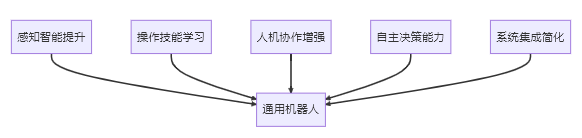 感知智能提升
操作技能学习
人机协作增强
自主决策能力
系统集成简化
通用机器人